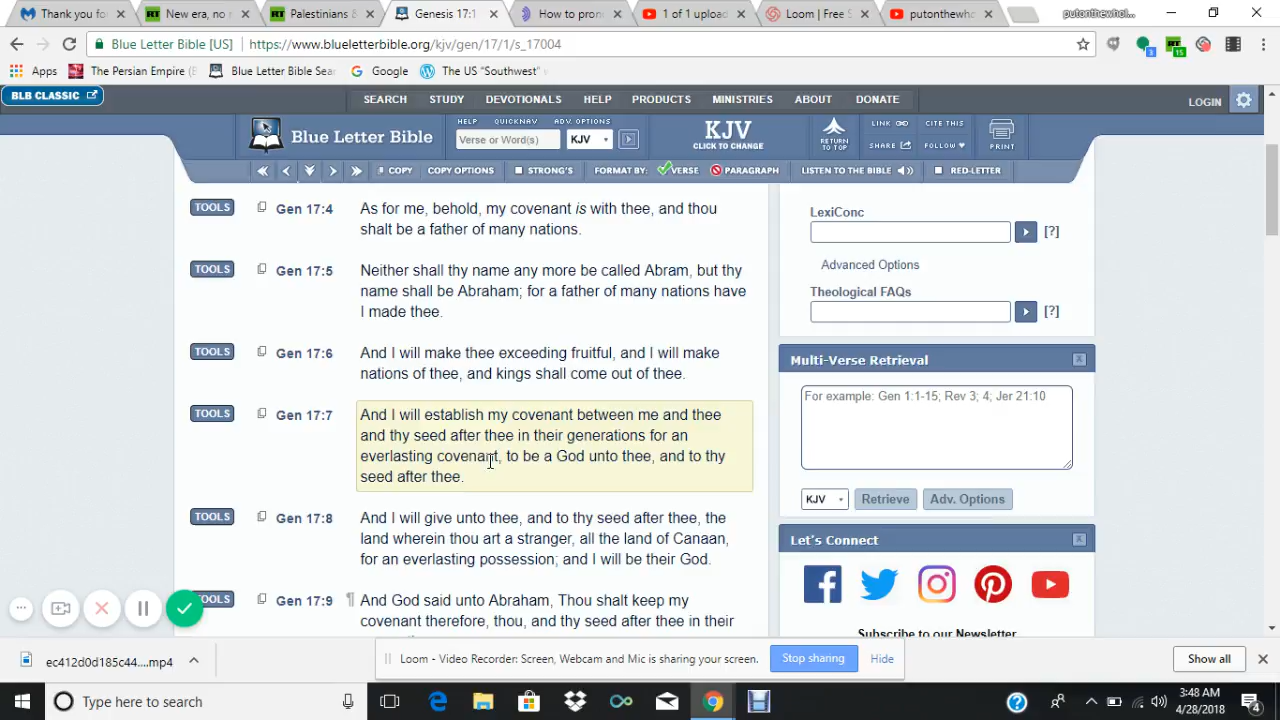 Thank you fo
New era, no r
Palestinians &
Genesis 17:1
How to pron
1 of 1 upload
Loom | Free S
putonthewho
putonthewhol...
Blue Letter Bible [US]
https://www.blueletterbible.org/kjv/gen/17/1/s_17004
3
15
Apps
The Persian Empire (
Blue Letter Bible Sea
Google
The US “Southwest”
BLB CLASSIC
SEARCH STUDY DEVOTIONALS HELP PRODUCTS MINISTRIES ABOUT DONATE
LOGIN
Blue Letter Bible
HELP QUICKNAV ADV. OPTIONS
Verse or Word(s)
KJV
KJV
CLICK TO CHANGE
RETURN
TO TOP
LINK
CITE THIS
SHARE
FOLLOW
PRINT
COPY COPY OPTIONS STRONG'S FORMAT BY: VERSE PARAGRAPH LISTEN TO THE BIBLE RED-LETTER
TOOLS Gen 17:4 As for me, behold, my covenant is with thee, and thou
shalt be a father of many nations.
TOOLS Gen 17:5 Neither shall thy name any more be called Abram, but thy
name shall be Abraham; for a father of many nations have
I made thee.
TOOLS Gen 17:6 And I will make thee exceeding fruitful, and I will make
nations of thee, and kings shall come out of thee.
TOOLS Gen 17:7 And I will establish my covenant between me and thee
and thy seed after thee in their generations for an
everlasting covenant, to be a God unto thee, and to thy
seed after thee.
TOOLS Gen 17:8 And I will give unto thee, and to thy seed after thee, the
land wherein thou art a stranger, all the land of Canaan,
for an everlasting possession; and I will be their God.
TOOLS Gen 17:9 ¶ And God said unto Abraham, Thou shalt keep my
covenant therefore, thou, and thy seed after thee in their
LexiConc
[?]
Advanced Options
Theological FAQs
[?]
Multi-Verse Retrieval
X
For example: Gen 1:1-15; Rev 3; 4; Jer 21:10
KJV
Retrieve
Adv. Options
Let's Connect
X
Subscribe to our Newsletter
ec412d0d185c44....mp4
Loom - Video Recorder: Screen, Webcam and Mic is sharing your screen.
Stop sharing
Hide
Show all
Type here to search
3:48 AM
4/28/2018
4